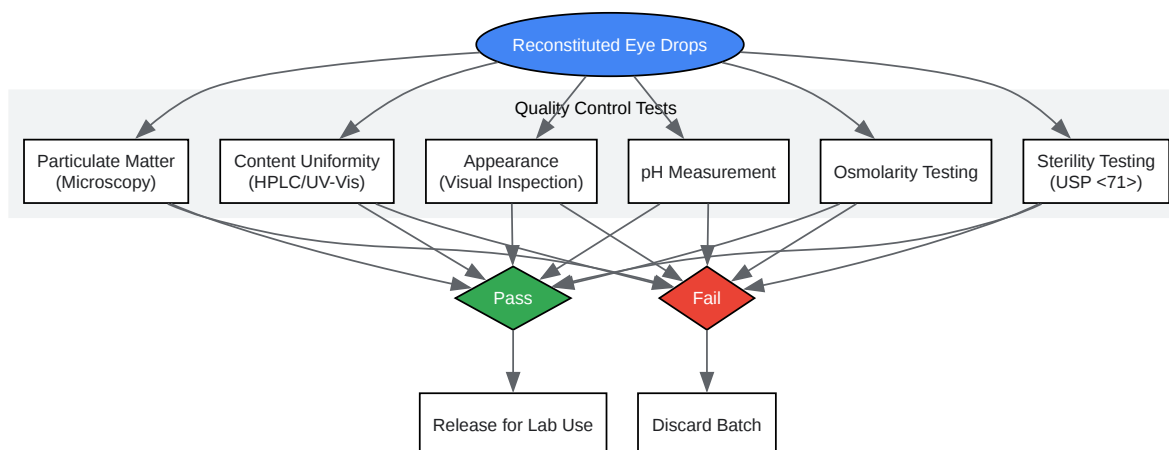 Reconstituted Eye Drops
Quality Control Tests
Particulate Matter
(Microscopy)
Content Uniformity
(HPLC/UV-Vis)
Appearance
(Visual Inspection)
pH Measurement
Osmolarity Testing
Sterility Testing
(USP <71>)
Pass
Fail
Release for Lab Use
Discard Batch